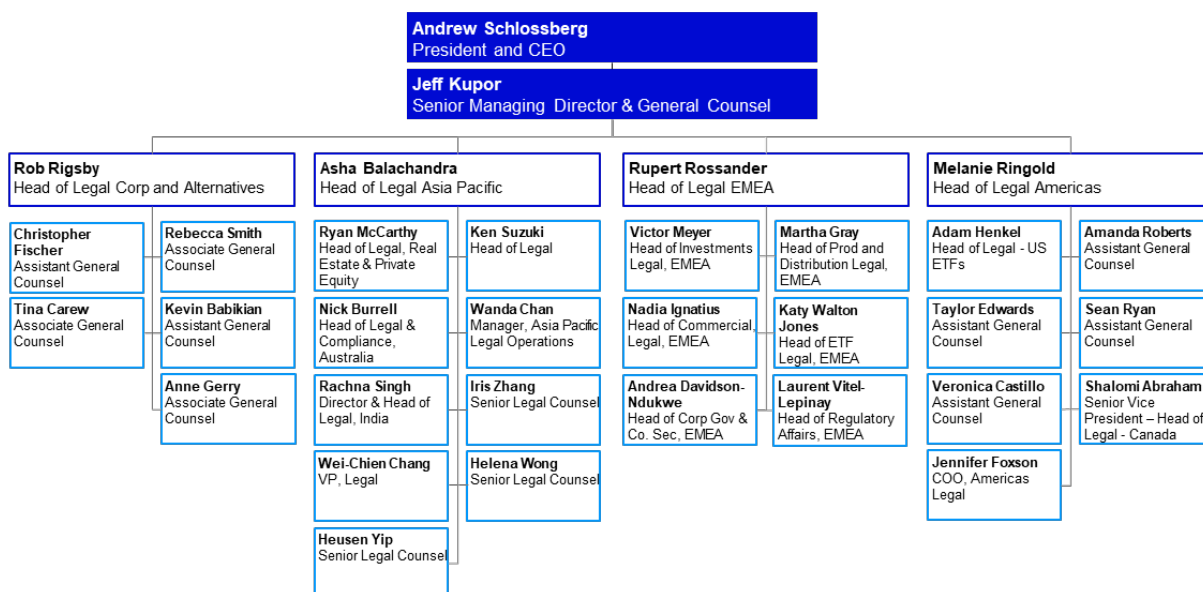 Andrew Schlossberg
President and CEO
Jeff Kupor
Senior Managing Director & General Counsel
Rob Rigsby
Head of Legal Corp and Alternatives
Christopher
Fischer
Assistant General
Counsel
Rebecca Smith
Associate General
Counsel
Tina Carew
Associate General
Counsel
Kevin Babikian
Assistant General
Counsel
Anne Gerry
Associate General
Counsel
Asha Balachandra
Head of Legal Asia Pacific
Ryan McCarthy
Head of Legal, Real
Estate & Private
Equity
Ken Suzuki
Head of Legal
Nick Burrell
Head of Legal &
Compliance,
Australia
Wanda Chan
Manager, Asia Pacific
Legal Operations
Rachna Singh
Director & Head of
Legal, India
Iris Zhang
Senior Legal Counsel
Wei-Chien Chang
VP, Legal
Helena Wong
Senior Legal Counsel
Heusen Yip
Senior Legal Counsel
Rupert Rossander
Head of Legal EMEA
Victor Meyer
Head of Investments
Legal, EMEA
Martha Gray
Head of Prod and
Distribution Legal,
EMEA
Nadia Ignatius
Head of Commercial,
Legal, EMEA
Katy Walton
Jones
Head of ETF
Legal, EMEA
Andrea Davidson-
Ndukwe
Head of Corp Gov &
Co. Sec, EMEA
Laurent Vitel-
Lepinay
Head of Regulatory
Affairs, EMEA
Melanie Ringold
Head of Legal Americas
Adam Henkel
Head of Legal - US
ETFs
Amanda Roberts
Assistant General
Counsel
Taylor Edwards
Assistant General
Counsel
Sean Ryan
Assistant General
Counsel
Veronica Castillo
Assistant General
Counsel
Shalomi Abraham
Senior Vice
President – Head of
Legal - Canada
Jennifer Foxson
COO, Americas
Legal